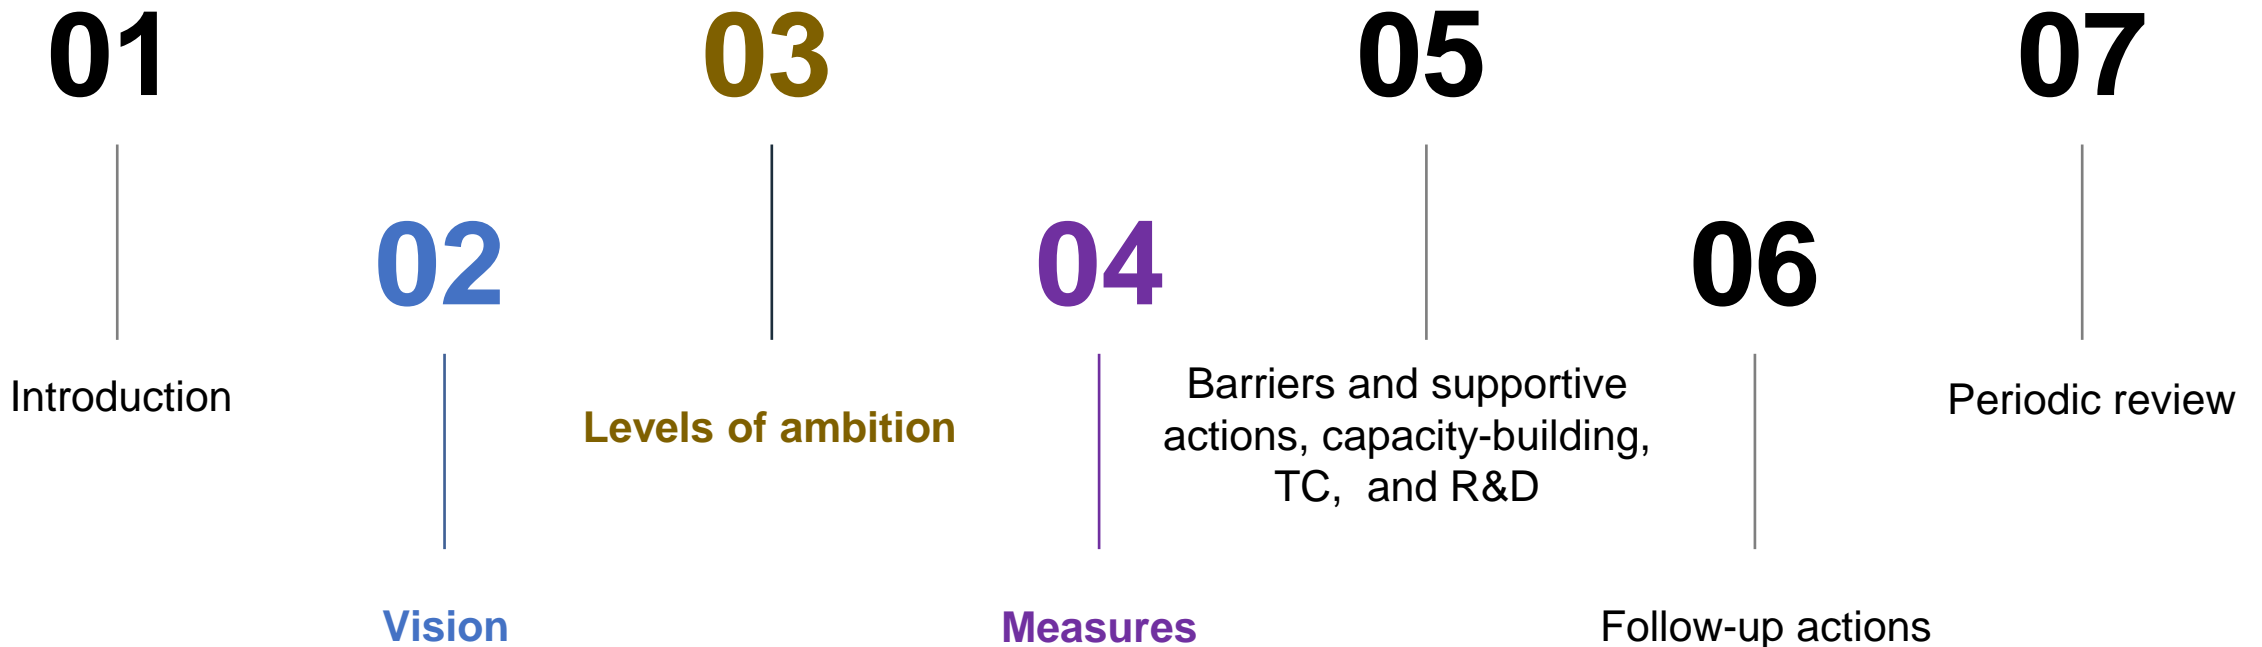 01
Introduction
02
Vision
03
Levels of ambition
04
Measures
05
Barriers and supportive
actions, capacity-building,
TC,  and R&D
06
Follow-up actions
07
Periodic review